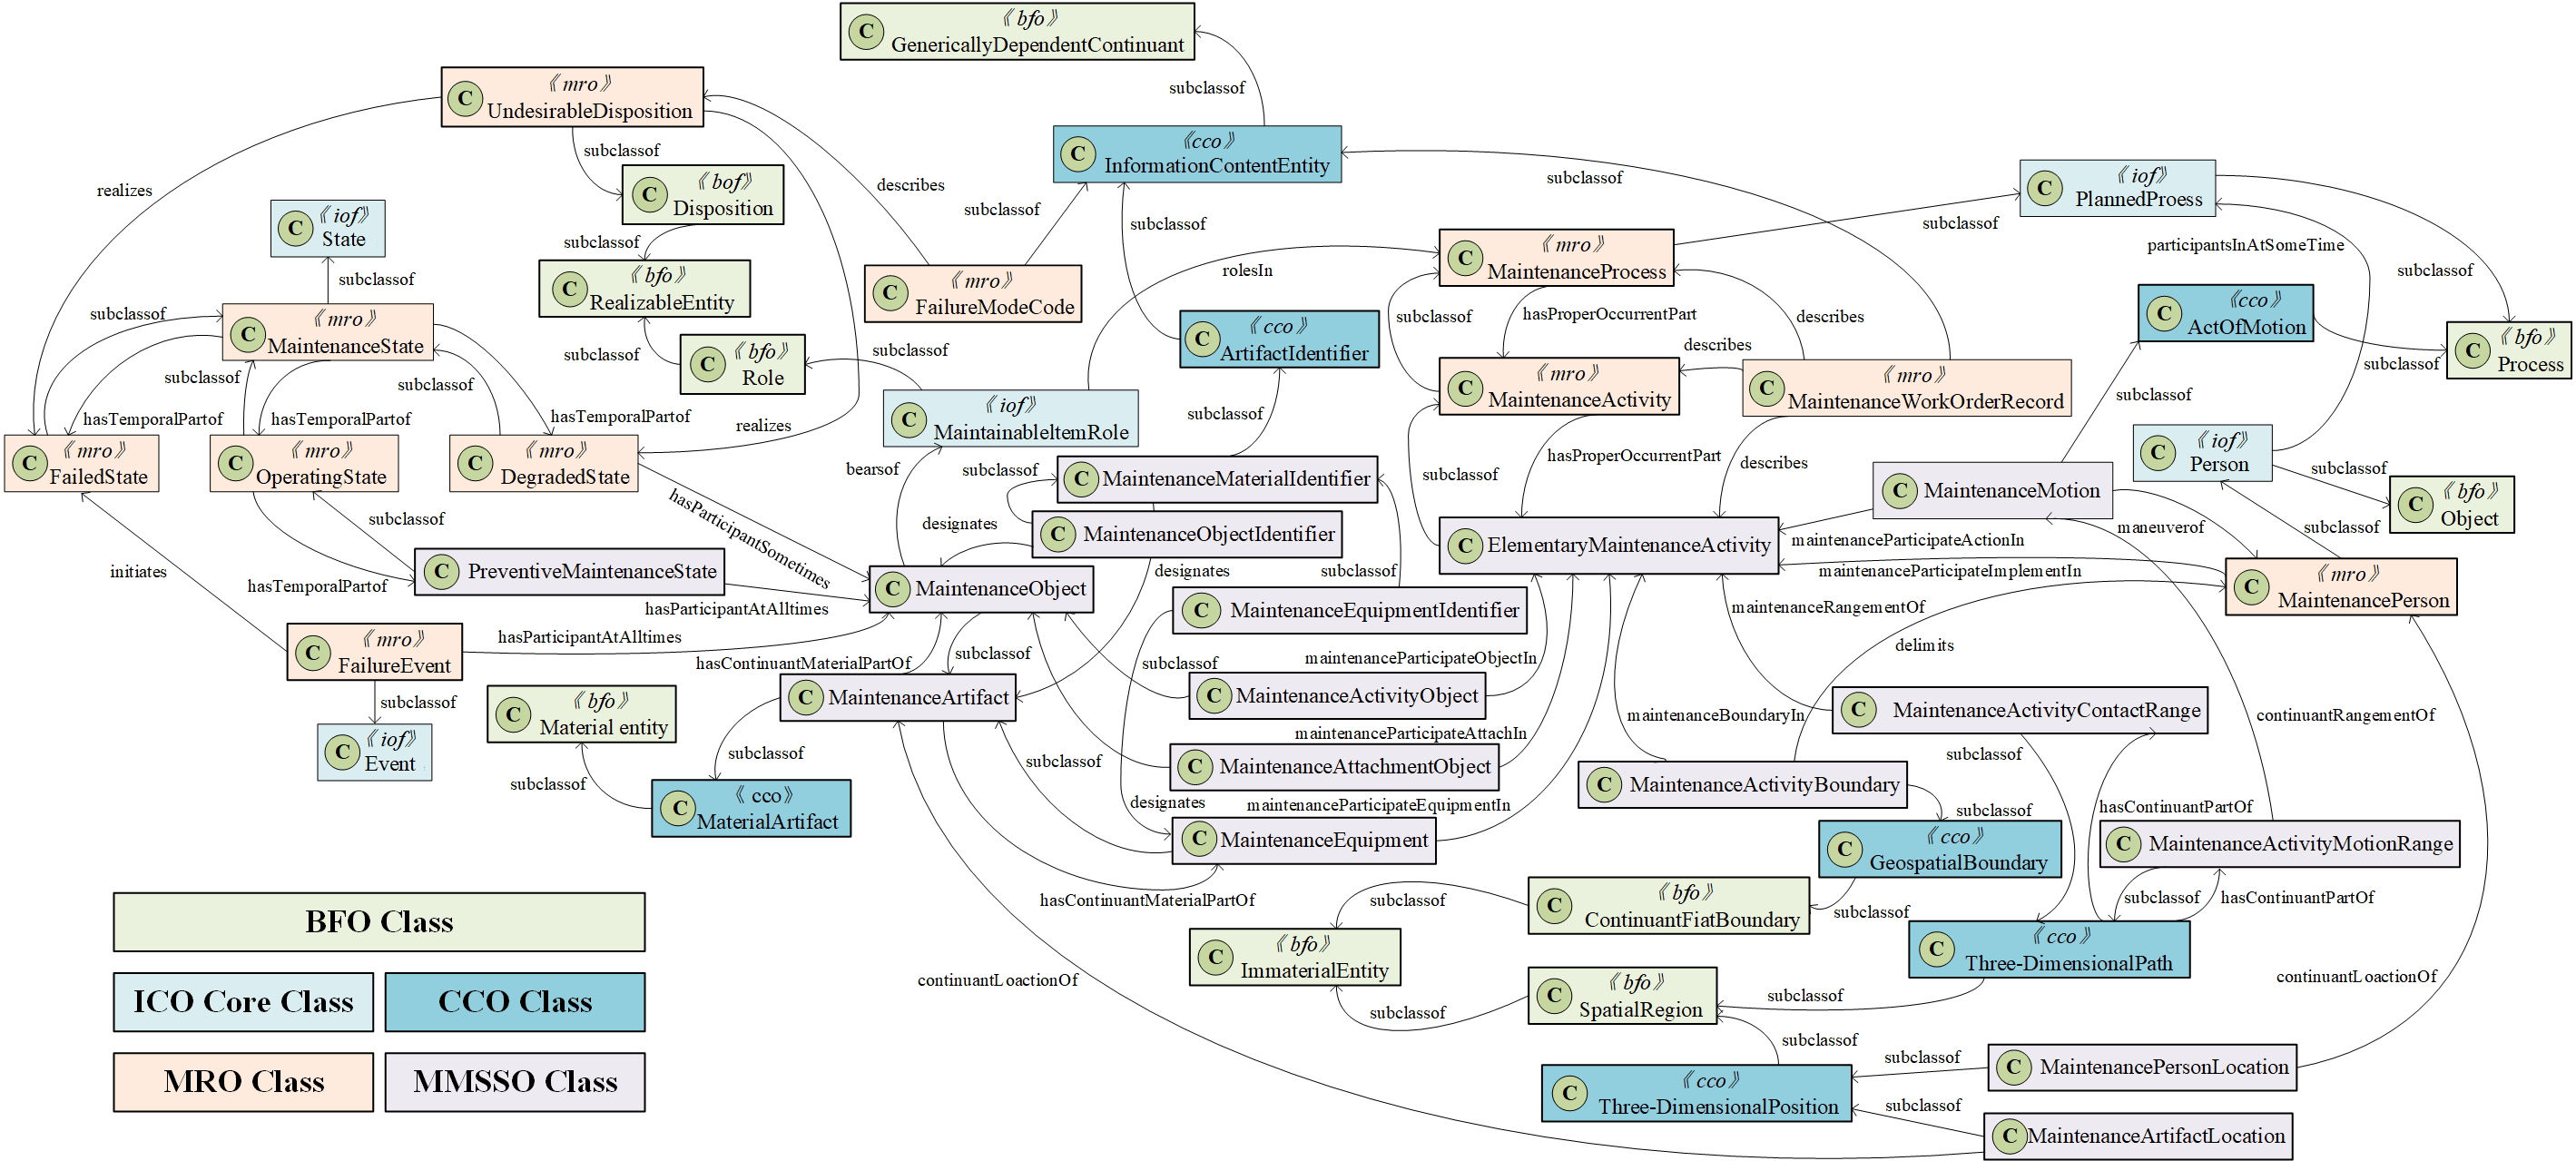 《bfo》
C
GenericallyDependentContinuant
subclassof
《mro》
C
UndesirableDisposition
subclassof
realizes
《bof》
C
Disposition
describes
《cco》
C
InformationContentEntity
subclassof
subclassof
subclassof
《iof》
C
PlannedProess
subclassof
participantsInAtSomeTime
subclassof
《iof》
C
State
subclassof
subclassof
《bfo》
C
RealizableEntity
《mro》
C
FailureModeCode
rolesIn
《mro》
C
MaintenanceProcess
《cco》
C
ActOfMotion
subclassof
《mro》
C
MaintenanceState
subclassof
《bfo》
C
Role
subclassof
《cco》
C
ArtifactIdentifier
subclassof
hasProperOccurrentPart
describes
describes
subclassof
《bfo》
C
Process
subclassof
subclassof
hasTemporalPartof
hasTemporalPartof
hasTemporalPartof
realizes
《iof》
C
MaintainableltemRole
subclassof
《mro》
C
MaintenanceActivity
《mro》
C
MaintenanceWorkOrderRecord
subclassof
《mro》
C
FailedState
《mro》
C
OperatingState
《mro》
C
DegradedState
hasParticipantSometimes
bearsof
subclassof
C
MaintenanceMaterialIdentifier
subclassof
hasProperOccurrentPart
describes
《iof》
C
Person
subclassof
C
MaintenanceMotion
《bfo》
C
Object
subclassof
designates
C
MaintenanceObjectIdentifier
maneuverof
subclassof
C
ElementaryMaintenanceActivity
maintenanceParticipateActionIn
initiates
hasTemporalPartof
C
PreventiveMaintenanceState
designates
subclassof
maintenanceParticipateImplementIn
《mro》
C
MaintenancePerson
C
MaintenanceObject
hasParticipantAtAlltimes
C
MaintenanceEquipmentIdentifier
maintenanceRangementOf
《mro》
C
FailureEvent
hasParticipantAtAlltimes
hasContinuantMaterialPartOf
subclassof
subclassof
maintenanceParticipateObjectIn
delimits
subclassof
《bfo》
C
Material entity
C
MaintenanceArtifact
C
MaintenanceActivityObject
maintenanceBoundaryIn
C
MaintenanceActivityContactRange
continuantRangementOf
《iof》
C
Event
subclassof
subclassof
subclassof
maintenanceParticipateAttachIn
C
MaintenanceAttachmentObject
subclassof
C
MaintenanceActivityBoundary
《 cco》
C
MaterialArtifact
designates
maintenanceParticipateEquipmentIn
subclassof
hasContinuantPartOf
C
MaintenanceEquipment
《cco》
C
GeospatialBoundary
C
MaintenanceActivityMotionRange
BFO Class
hasContinuantMaterialPartOf
subclassof
《bfo》
C
ContinuantFiatBoundary
subclassof
subclassof
hasContinuantPartOf
《bfo》
C
ImmaterialEntity
《cco》
C
Three-DimensionalPath
continuantLoactionOf
continuantLoactionOf
ICO Core Class
CCO Class
subclassof
《bfo》
C
SpatialRegion
subclassof
subclassof
subclassof
C
MaintenancePersonLocation
MRO Class
MMSSO Class
《cco》
C
Three-DimensionalPosition
subclassof
C
MaintenanceArtifactLocation